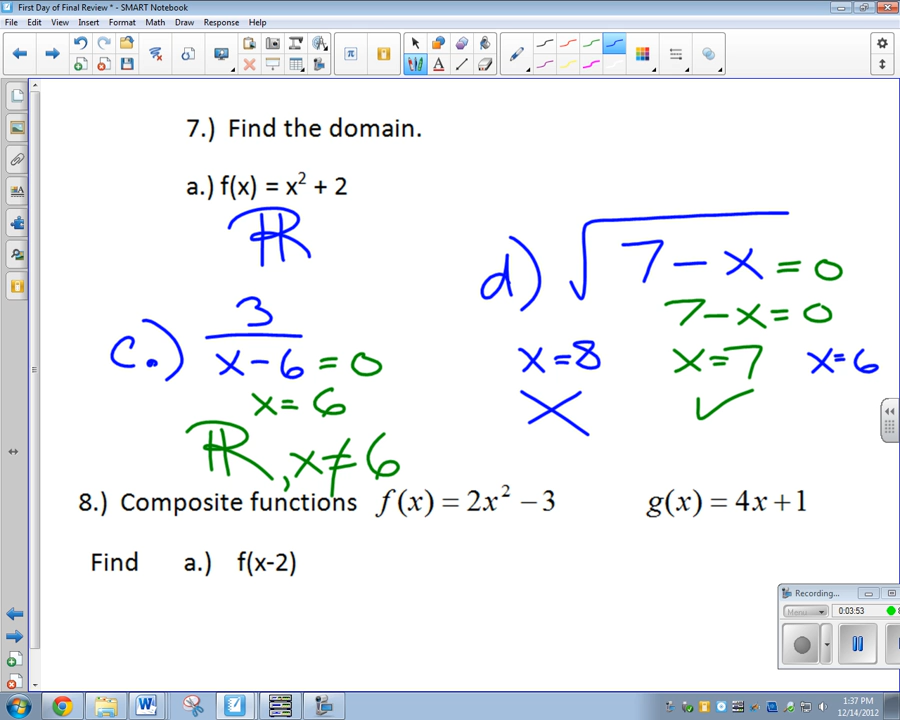 First Day of Final Review * - SMART Notebook
File Edit View Insert Format Math Draw Response Help
7.) Find the domain.
a.) f(x) = x² + 2
ℝ
d) √(7 - x) = 0
7 - x = 0
x = 8 x = 7 x = 6
c.) 3/(x - 6) = 0
x = 6
ℝ, x ≠ 6
8.) Composite functions f(x) = 2x² − 3 g(x) = 4x + 1
Find a.) f(x-2)
Recording...
Menu 0:03:53
1:37 PM
12/14/2012